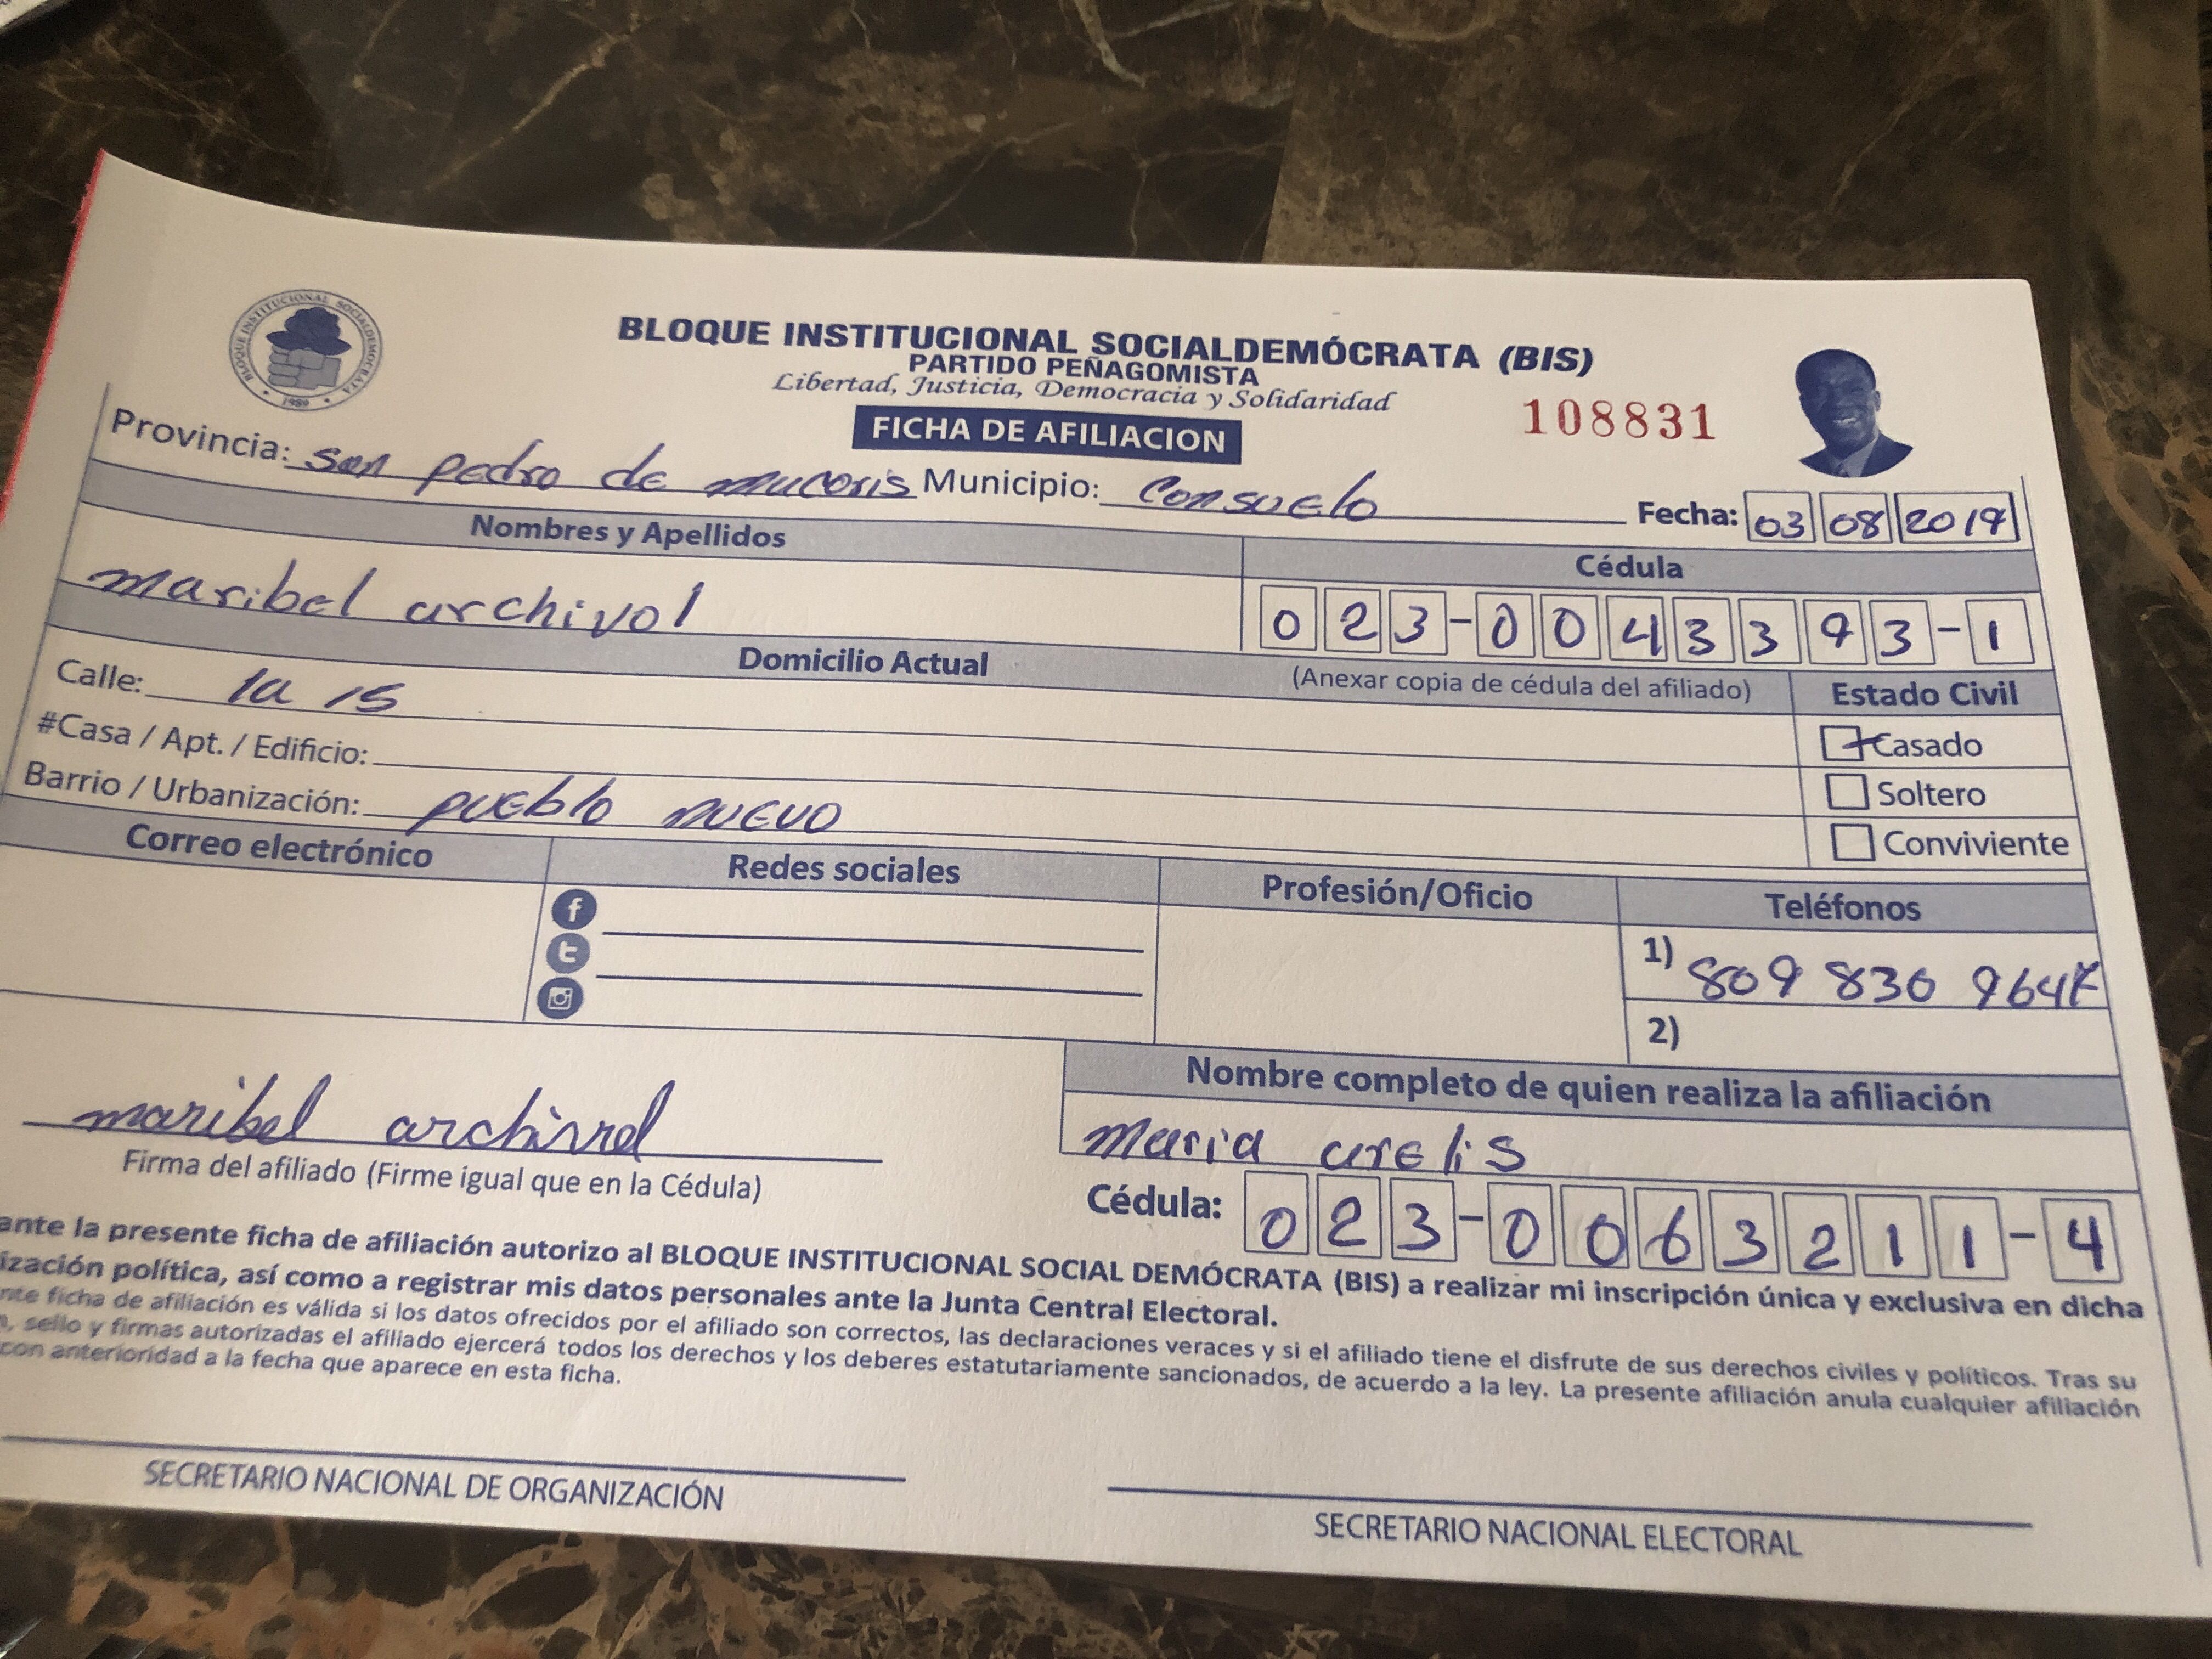 BLOQUE INSTITUCIONAL SOCIALDEMÓCRATA 1989
BLOQUE INSTITUCIONAL SOCIALDEMÓCRATA (BIS)
PARTIDO PEÑAGOMISTA
Libertad, Justicia, Democracia y Solidaridad
FICHA DE AFILIACION
108831
Provincia: san pedro de mucoris Municipio: Consuelo Fecha: 03 08 2019
Nombres y Apellidos
Cédula
maribel archivol
023-0043393-1
Domicilio Actual
(Anexar copia de cédula del afiliado)
Estado Civil
Calle: la 15
Casado
#Casa / Apt. / Edificio:
Soltero
Barrio / Urbanización: pueblo nuevo
Conviviente
Correo electrónico
Redes sociales
Profesión/Oficio
Teléfonos
1) 809 830 9647
2)
Nombre completo de quien realiza la afiliación
maribel
maria arelis
Firma del afiliado (Firme igual que en la Cédula)
Cédula: 023-0063211-4
ante la presente ficha de afiliación autorizo al BLOQUE INSTITUCIONAL SOCIAL DEMÓCRATA (BIS) a realizar mi inscripción única y exclusiva en dicha
ización política, así como a registrar mis datos personales ante la Junta Central Electoral.
nte ficha de afiliación es válida si los datos ofrecidos por el afiliado son correctos, las declaraciones veraces y si el afiliado tiene el disfrute de sus derechos civiles y políticos. Tras su
, sello y firmas autorizadas el afiliado ejercerá todos los derechos y los deberes estatutariamente sancionados, de acuerdo a la ley. La presente afiliación anula cualquier afiliación
con anterioridad a la fecha que aparece en esta ficha.
SECRETARIO NACIONAL DE ORGANIZACIÓN
SECRETARIO NACIONAL ELECTORAL